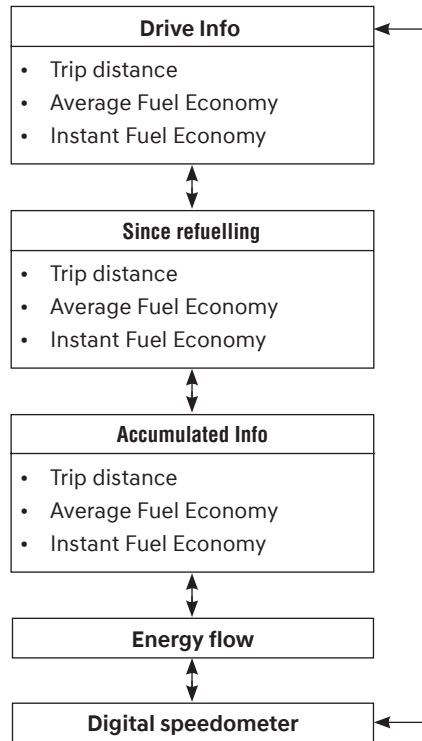 Drive Info
• Trip distance
• Average Fuel Economy
• Instant Fuel Economy
Since refuelling
• Trip distance
• Average Fuel Economy
• Instant Fuel Economy
Accumulated Info
• Trip distance
• Average Fuel Economy
• Instant Fuel Economy
Energy flow
Digital speedometer